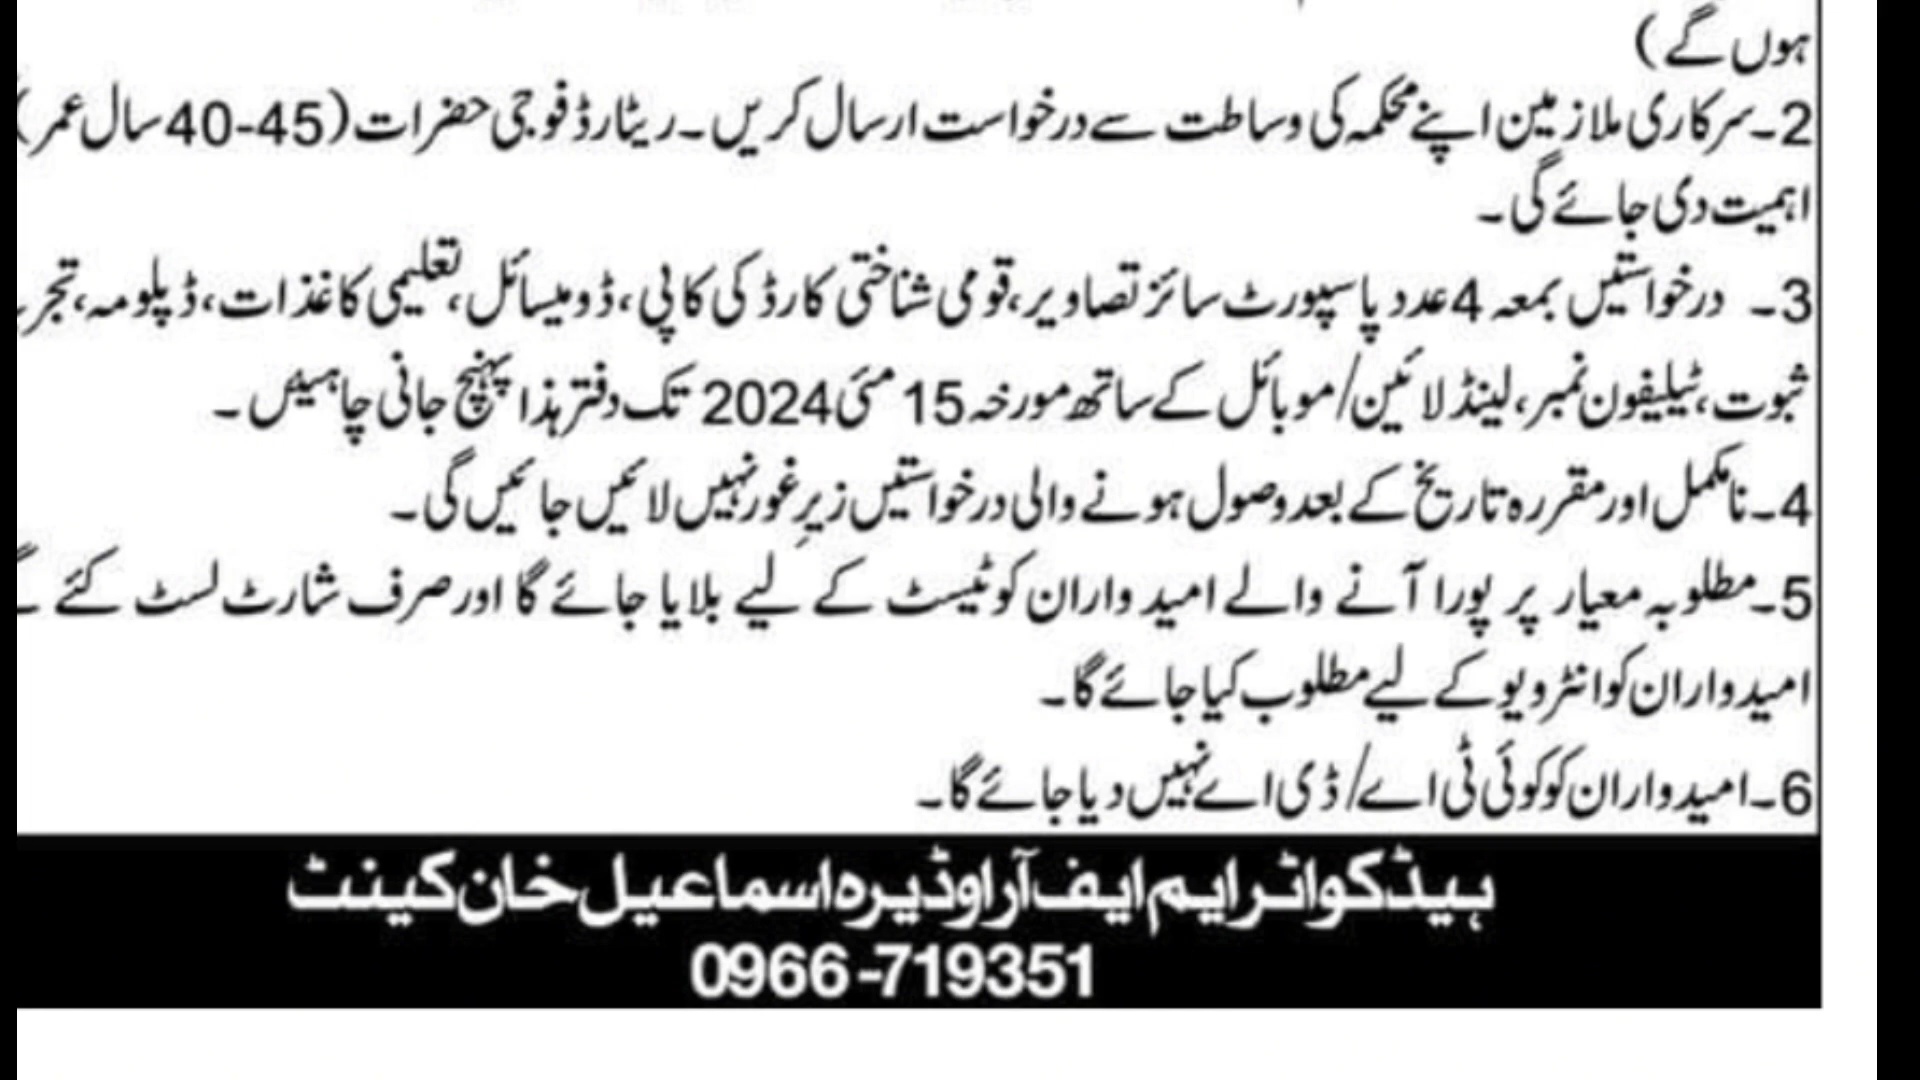 ہوں گے)
2۔سرکاری ملازمین اپنے محکمہ کی وساطت سے درخواست ارسال کریں۔ریٹارڈ فوجی حضرات (45-40 سال عمر)
اہمیت دی جائے گی۔
3۔ درخواستیں بمعہ 4عدد پاسپورٹ سائز تصاویر،قومی شناختی کارڈ کی کاپی،ڈومیسائل،تعلیمی کاغذات،ڈپلومہ،
ثبوت،ٹیلیفون نمبر،لینڈ لائین/موبائل کے ساتھ مورخہ 15 مئی 2024 تک دفتر ہذا پہنچ جانی چاہیئں۔
4۔نامکمل اور مقررہ تاریخ کے بعد وصول ہونے والی درخواستیں زیرِ غور نہیں لائیں جائیں گی۔
5۔مطلوبہ معیار پر پورا آنے والے امیدواران کو ٹیسٹ کے لیے بلایا جائے گا اور صرف شارٹ لسٹ کئے
امیدواران کو انٹرویو کے لیے مطلوب کیا جائے گا۔
6۔امیدواران کو کوئی ٹی اے/ ڈی اے نہیں دیا جائے گا۔
ہیڈکواٹر ایم ایف آر او ڈیرہ اسماعیل خان کینٹ
0966-719351